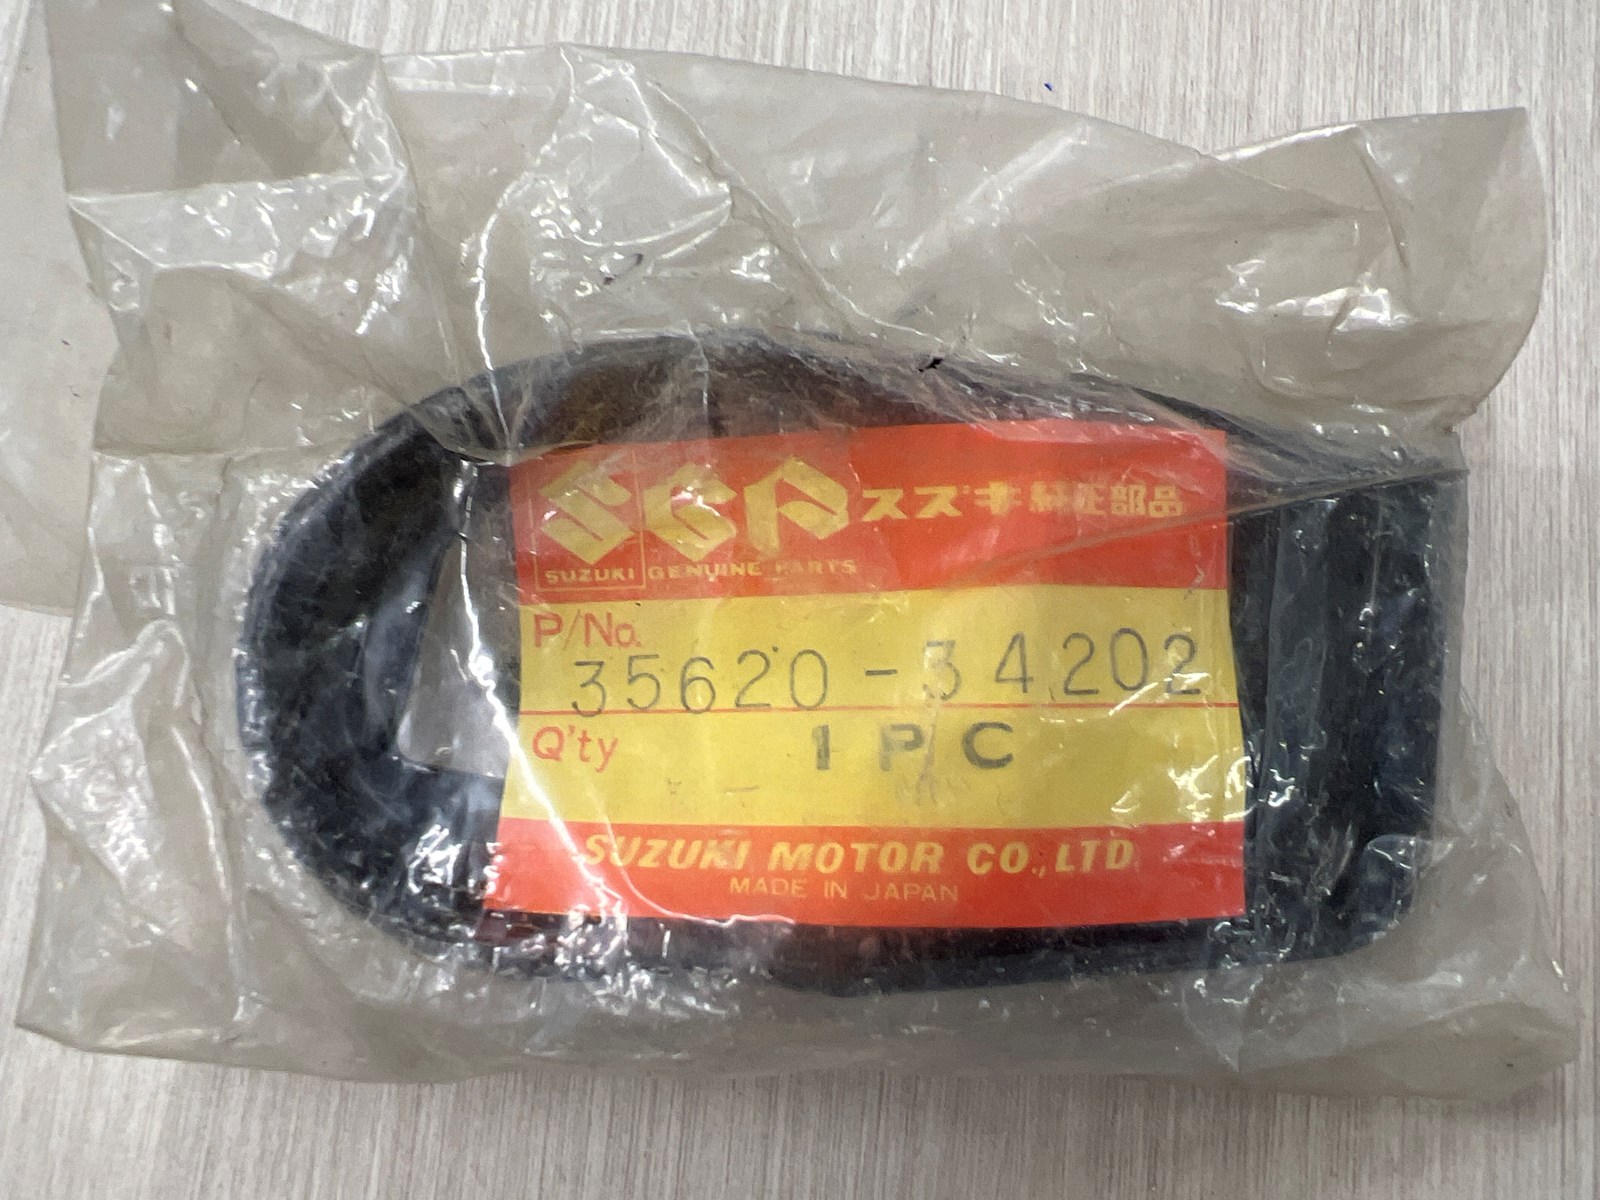 SGP スズキ純正部品
SUZUKI GENUINE PARTS
P/No.
35620-34202
Q'ty 1 PC
SUZUKI MOTOR CO.,LTD
MADE IN JAPAN